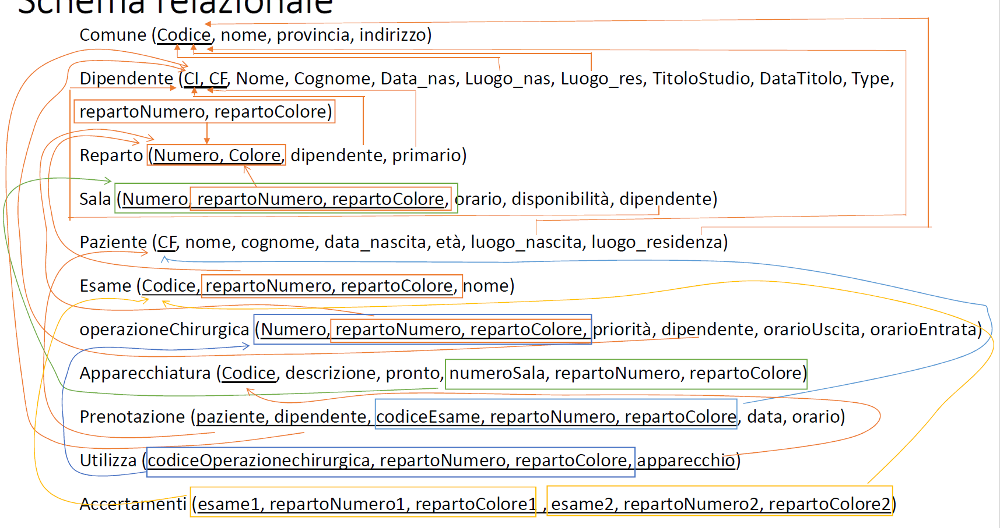 Schema relazionale
Comune (Codice, nome, provincia, indirizzo)
Dipendente (CI, CF, Nome, Cognome, Data_nas, Luogo_nas, Luogo_res, TitoloStudio, DataTitolo, Type,
repartoNumero, repartoColore)
Reparto (Numero, Colore, dipendente, primario)
Sala (Numero, repartoNumero, repartoColore, orario, disponibilità, dipendente)
Paziente (CF, nome, cognome, data_nascita, età, luogo_nascita, luogo_residenza)
Esame (Codice, repartoNumero, repartoColore, nome)
operazioneChirurgica (Numero, repartoNumero, repartoColore, priorità, dipendente, orarioUscita, orarioEntrata)
Apparecchiatura (Codice, descrizione, pronto, numeroSala, repartoNumero, repartoColore)
Prenotazione (paziente, dipendente, codiceEsame, repartoNumero, repartoColore, data, orario)
Utilizza (codiceOperazionechirurgica, repartoNumero, repartoColore, apparecchio)
Accertamenti (esame1, repartoNumero1, repartoColore1 , esame2, repartoNumero2, repartoColore2)